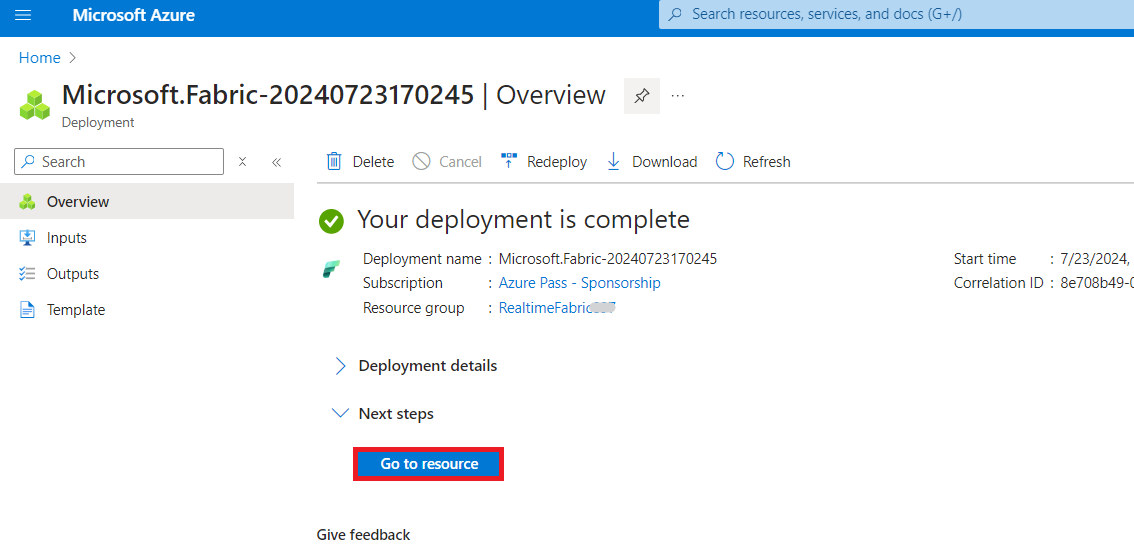 Microsoft Azure
Search resources, services, and docs (G+/)
Home >
Microsoft.Fabric-20240723170245 | Overview
Deployment
Search
Delete Cancel Redeploy Download Refresh
Overview
Inputs
Outputs
Template
Your deployment is complete
Deployment name : Microsoft.Fabric-20240723170245
Subscription : Azure Pass - Sponsorship
Resource group : RealtimeFabric
Start time : 7/23/2024,
Correlation ID : 8e708b49-
Deployment details
Next steps
Go to resource
Give feedback